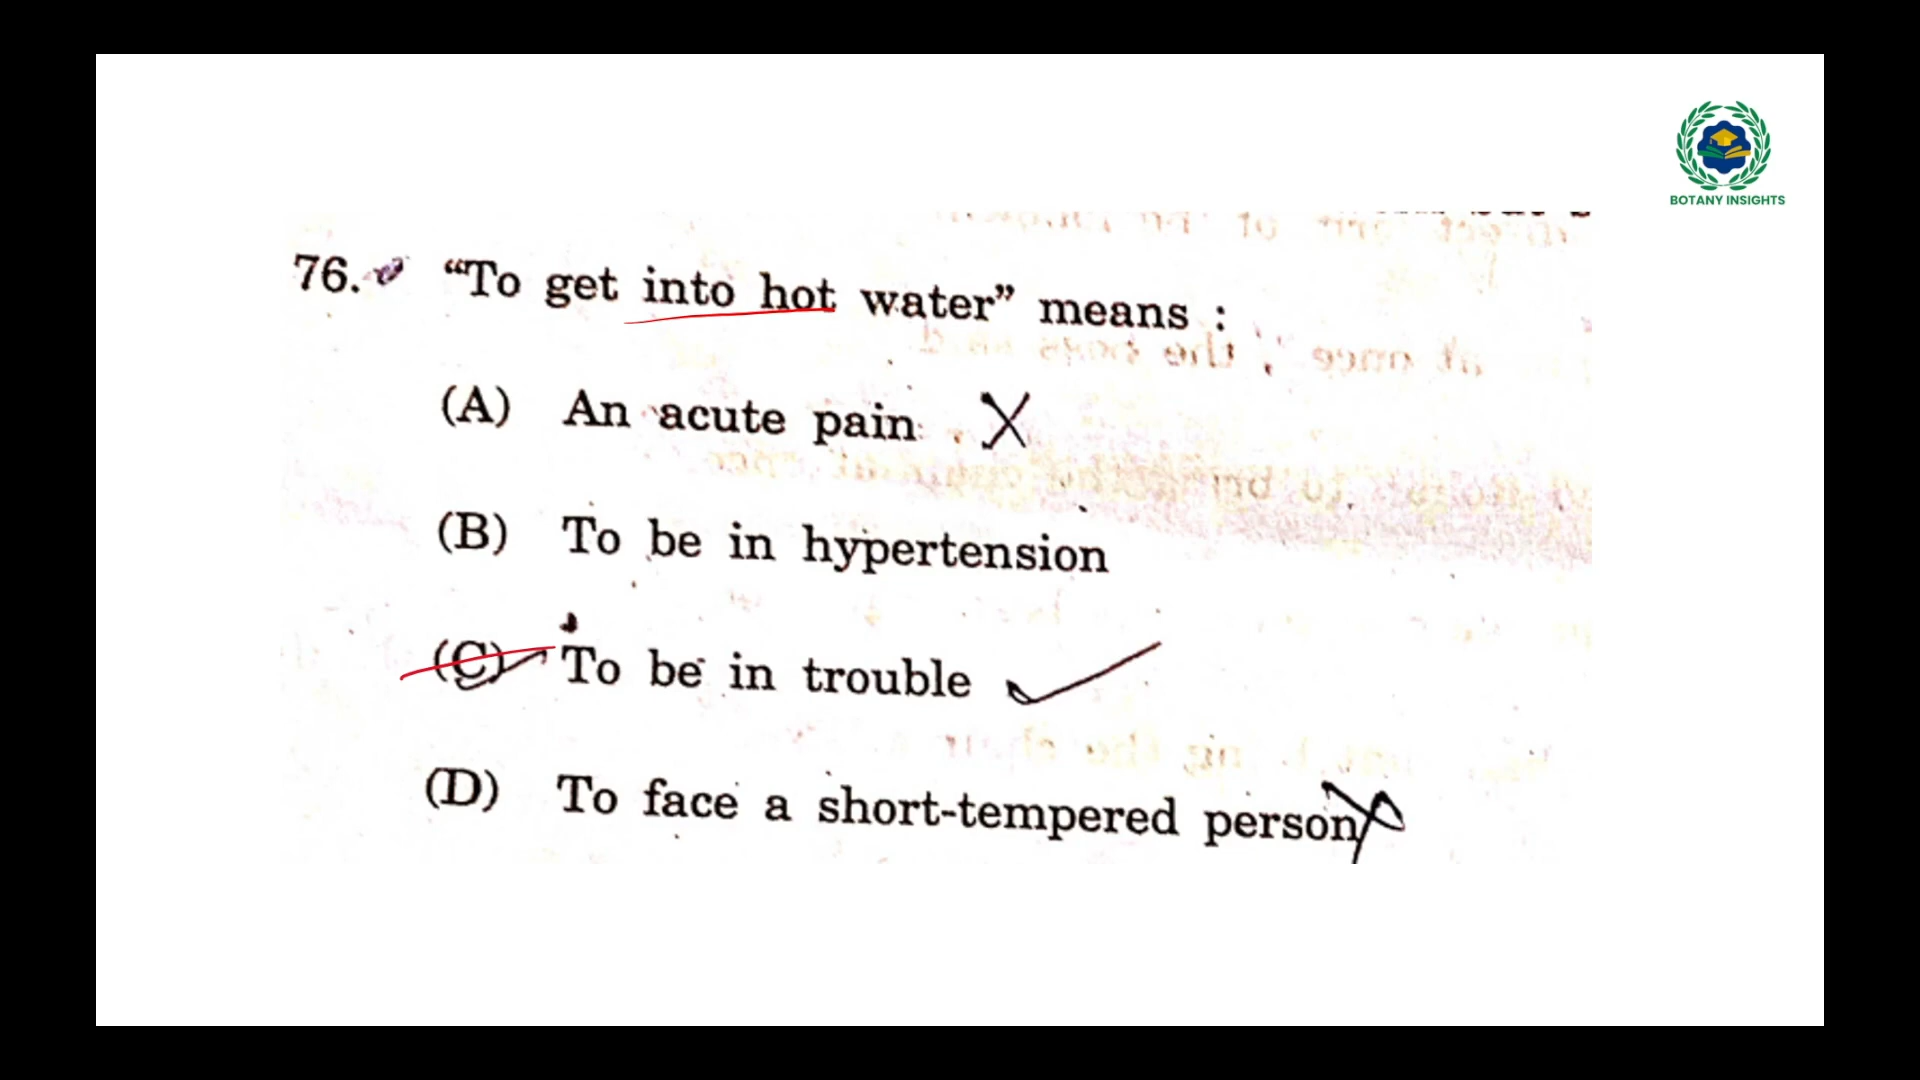 BOTANY INSIGHTS
76. "To get into hot water" means :
(A) An acute pain
(B) To be in hypertension
(C) To be in trouble
(D) To face a short-tempered person